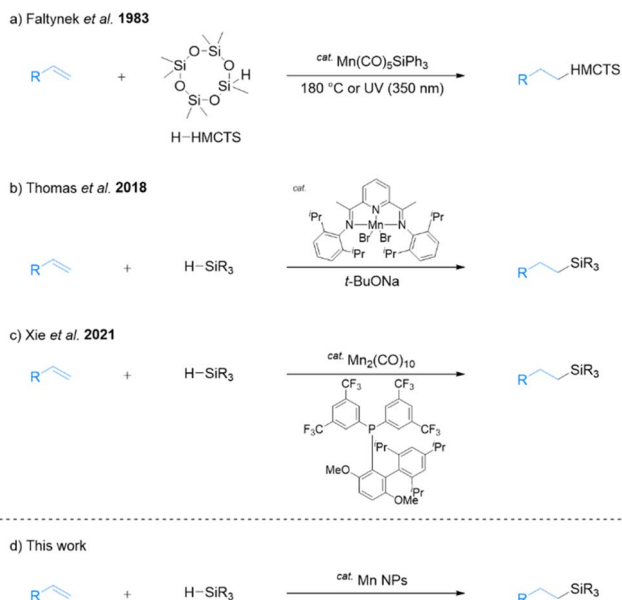 a) Faltynek et al. 1983
R
+
O
Si
Si
O
O
Si
H
Si
O
H–HMCTS
cat. Mn(CO)5SiPh3
180 °C or UV (350 nm)
R
HMCTS
b) Thomas et al. 2018
R
+
H–SiR3
cat.
N
iPr
N
Mn
N
iPr
Br
Br
iPr
iPr
t-BuONa
R
SiR3
c) Xie et al. 2021
R
+
H–SiR3
cat. Mn2(CO)10
CF3
CF3
F3C
P
CF3
iPr
iPr
MeO
iPr
OMe
R
SiR3
d) This work
R
+
H–SiR3
cat. Mn NPs
R
SiR3